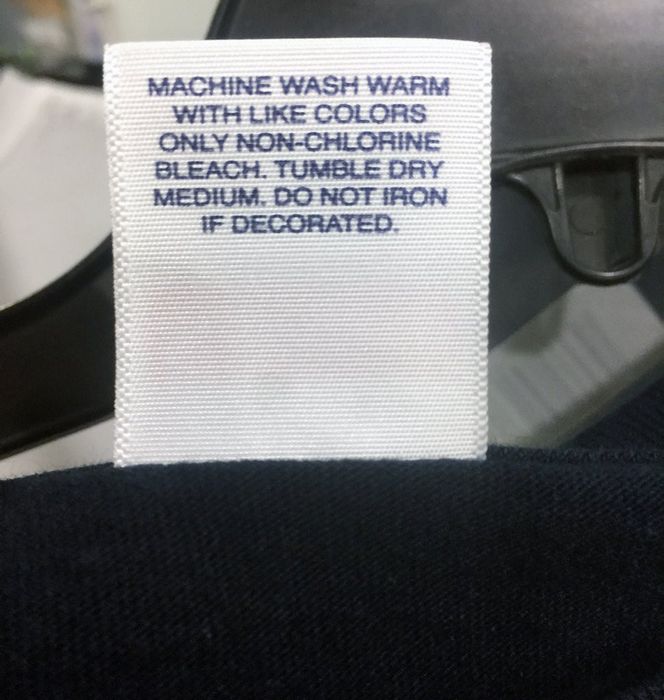 MACHINE WASH WARM
WITH LIKE COLORS
ONLY NON-CHLORINE
BLEACH. TUMBLE DRY
MEDIUM. DO NOT IRON
IF DECORATED.